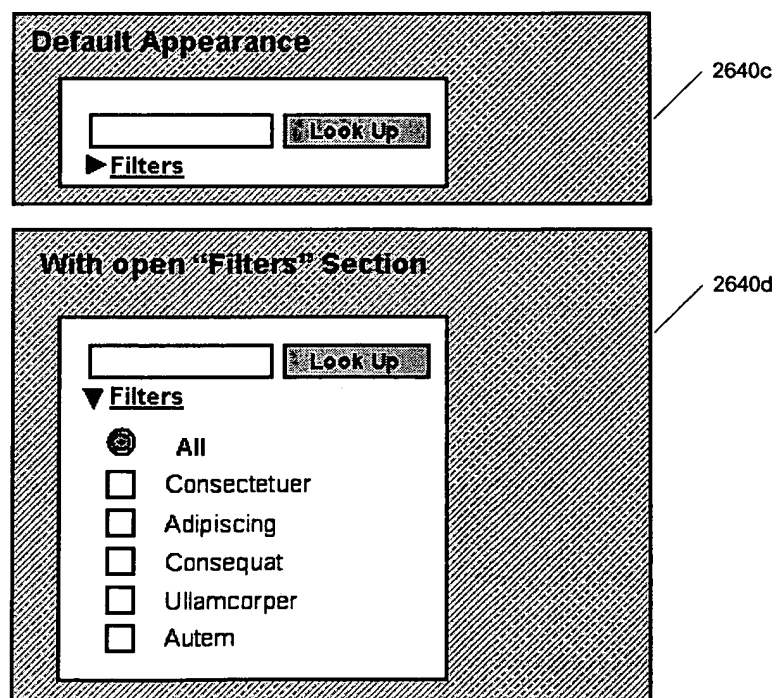 Default Appearance
2640c
Look Up
Filters
With open "Filters" Section
2640d
Look Up
Filters
All
Consectetuer
Adipiscing
Consequat
Ullamcorper
Autem